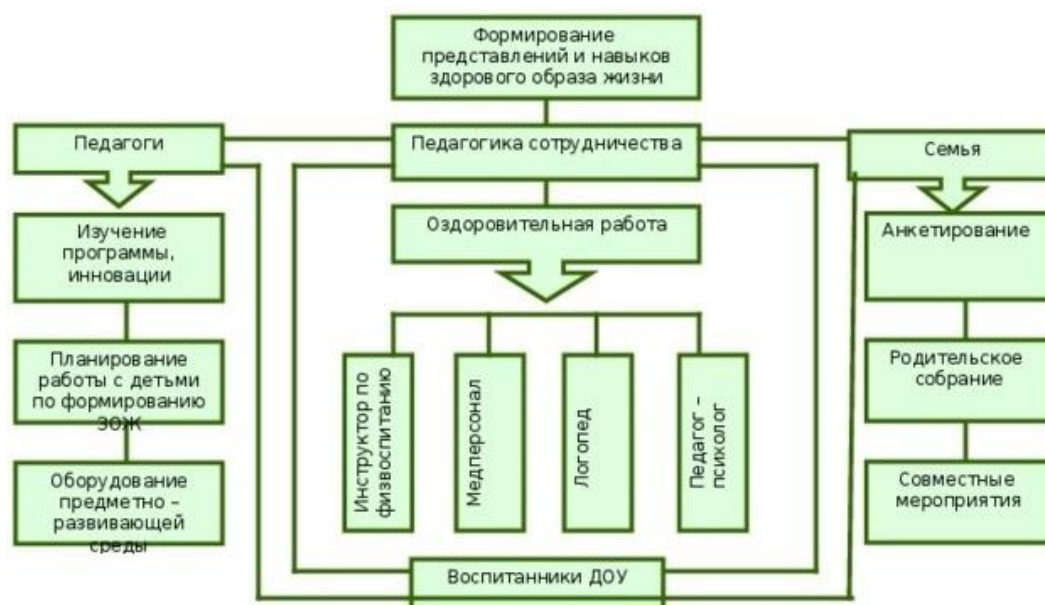 Формирование
представлений и навыков
здорового образа жизни
Педагоги
Педагогика сотрудничества
Семья
Изучение
программы,
инновации
Оздоровительная работа
Анкетирование
Планирование
работы с детьми
по формированию
ЗОЖ
Инструктор по
физвоспитанию
Медперсонал
Логопед
Педагог –
психолог
Родительское
собрание
Оборудование
предметно –
развивающей
среды
Совместные
мероприятия
Воспитанники ДОУ